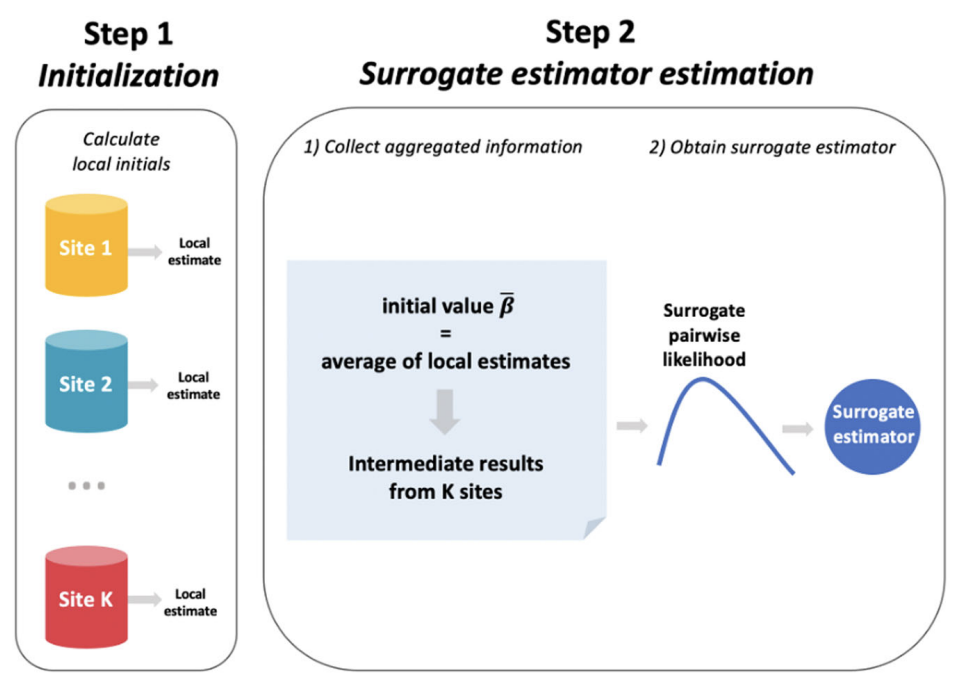 Step 1
Initialization
Calculate
local initials
Site 1
Local
estimate
Site 2
Local
estimate
...
Site K
Local
estimate
Step 2
Surrogate estimator estimation
1) Collect aggregated information
initial value β̅
=
average of local estimates
Intermediate results
from K sites
2) Obtain surrogate estimator
Surrogate
pairwise
likelihood
Surrogate
estimator